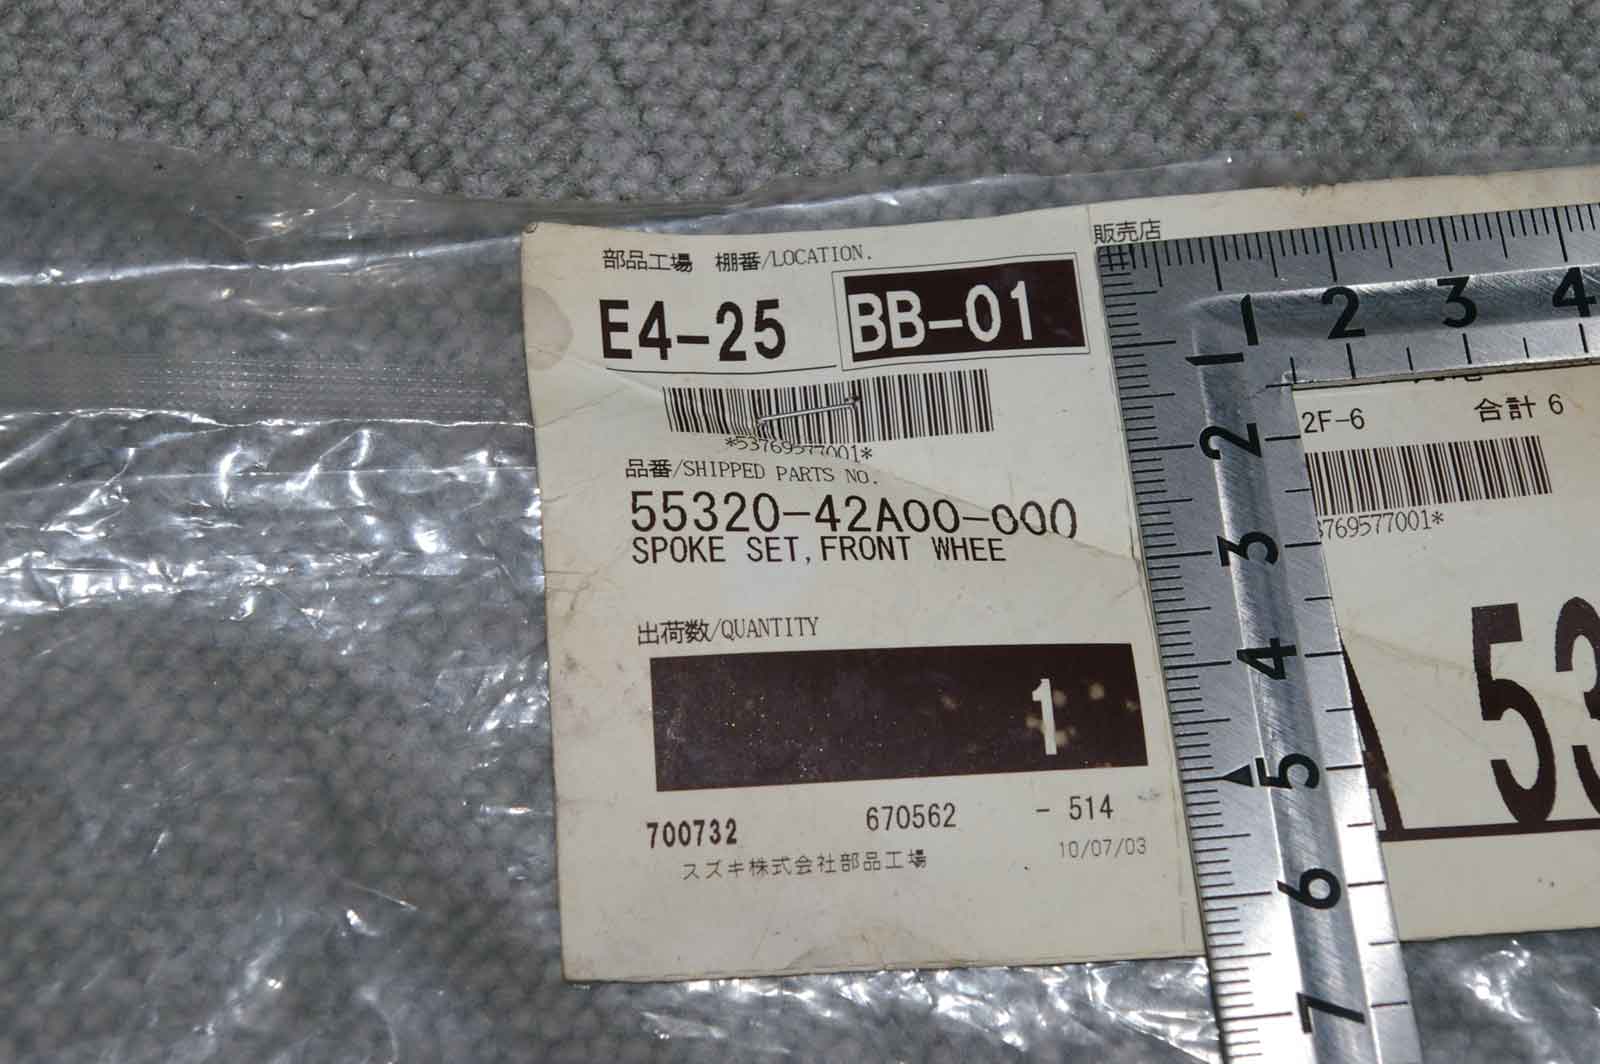 部品工場 棚番/LOCATION.
E4-25 BB-01
*53769577001*
品番/SHIPPED PARTS NO.
55320-42A00-000
SPOKE SET,FRONT WHEE
出荷数/QUANTITY
1
700732 670562 - 514
スズキ株式会社部品工場 10/07/03
販売店
1 2 3 4
1
2
3
4
5
6
7
2F-6 合計 6
3769577001*
A 53